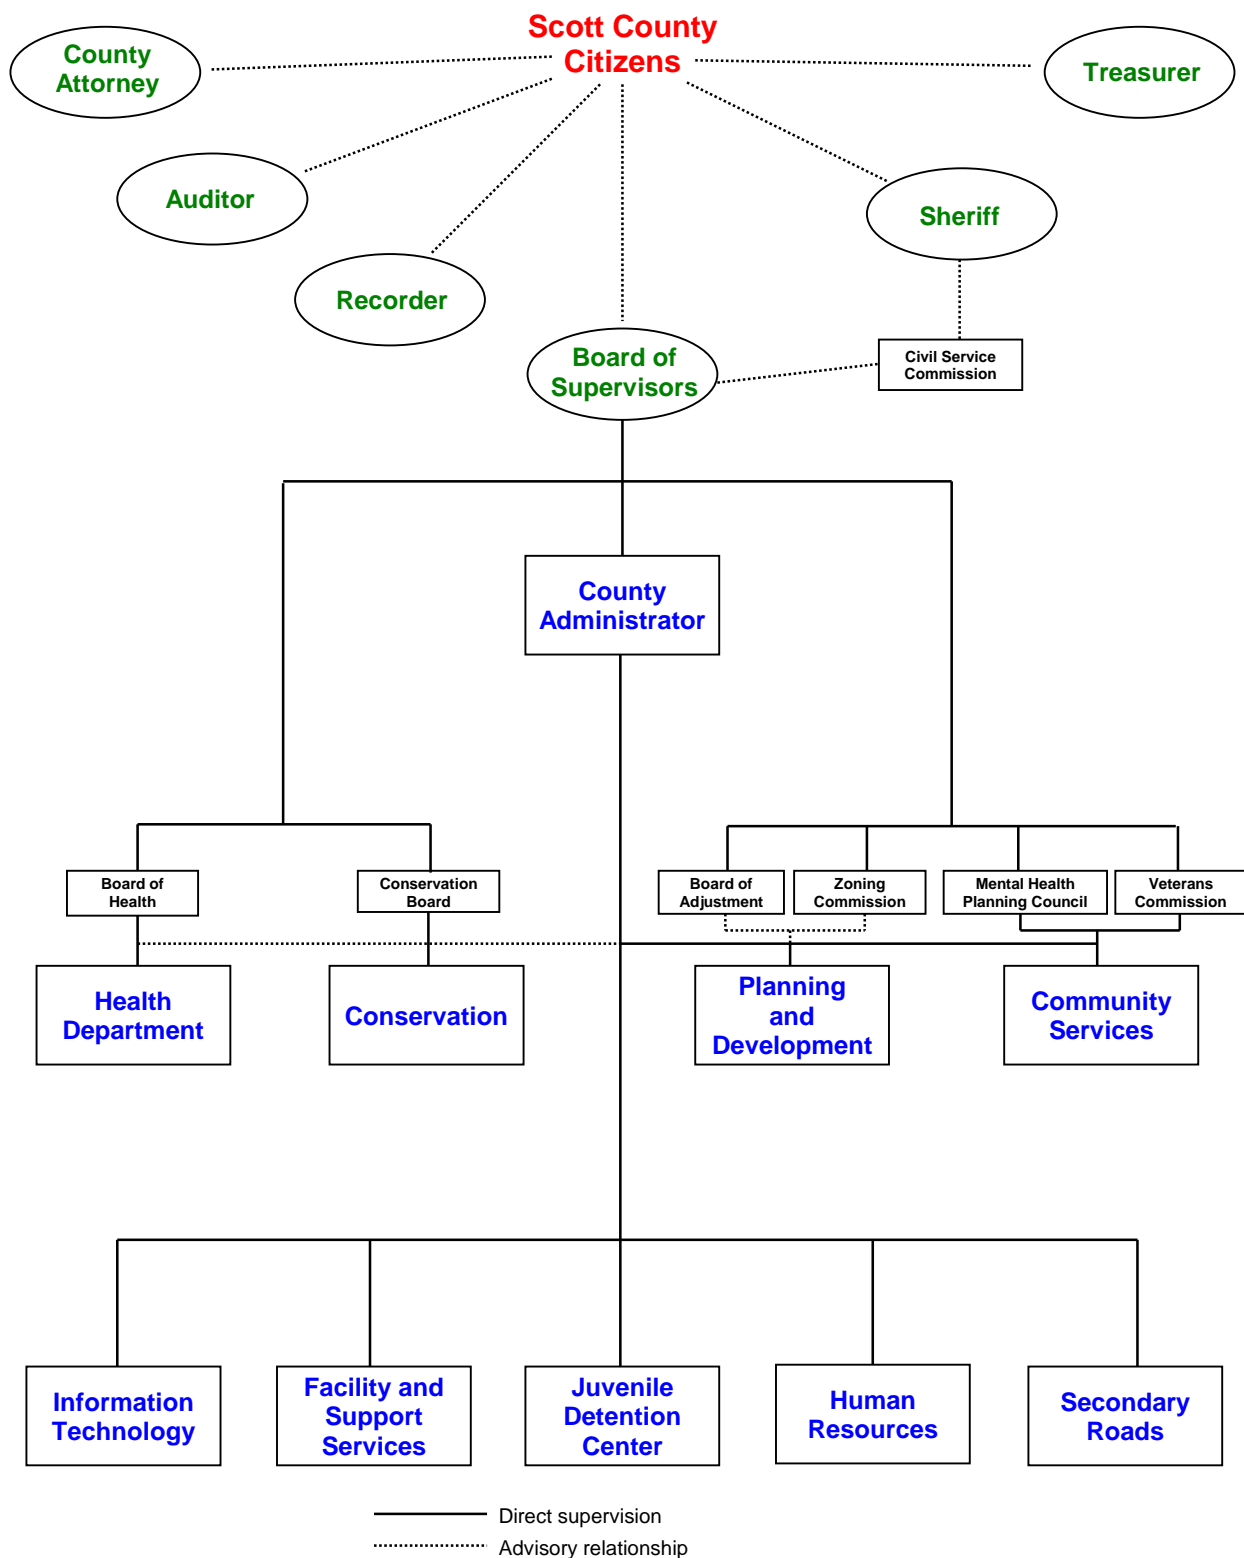 Scott County
Citizens
County
Attorney
Treasurer
Auditor
Sheriff
Recorder
Board of
Supervisors
Civil Service
Commission
County
Administrator
Board of
Health
Conservation
Board
Board of
Adjustment
Zoning
Commission
Mental Health
Planning Council
Veterans
Commission
Health
Department
Conservation
Planning
and
Development
Community
Services
Information
Technology
Facility and
Support
Services
Juvenile
Detention
Center
Human
Resources
Secondary
Roads
Direct supervision
Advisory relationship